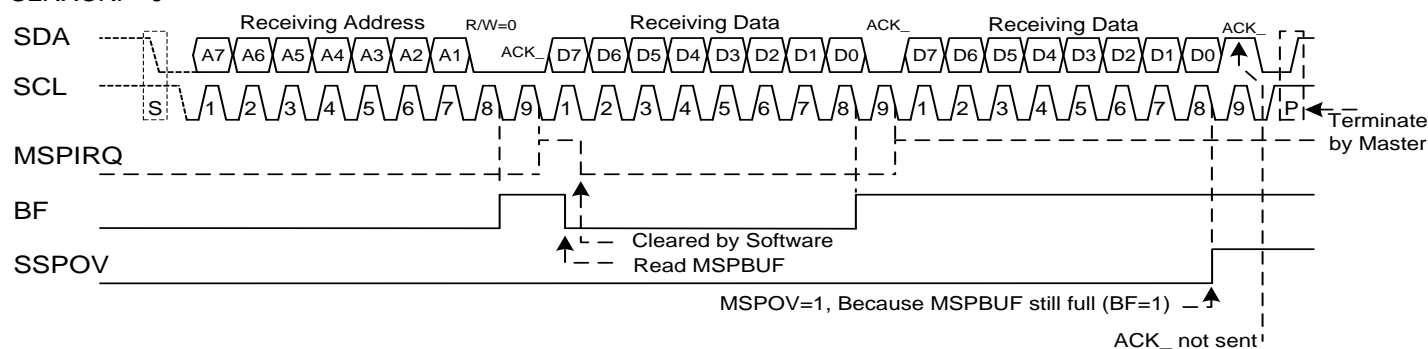 Receiving Address R/W=0 Receiving Data ACK_ Receiving Data ACK_
SDA
A7 A6 A5 A4 A3 A2 A1 ACK_ D7 D6 D5 D4 D3 D2 D1 D0 D7 D6 D5 D4 D3 D2 D1 D0
SCL
S 1 2 3 4 5 6 7 8 9 1 2 3 4 5 6 7 8 9 1 2 3 4 5 6 7 8 9 P
Terminate
by Master
MSPIRQ
BF
Cleared by Software
SSPOV
Read MSPBUF
MSPOV=1, Because MSPBUF still full (BF=1)
ACK_ not sent